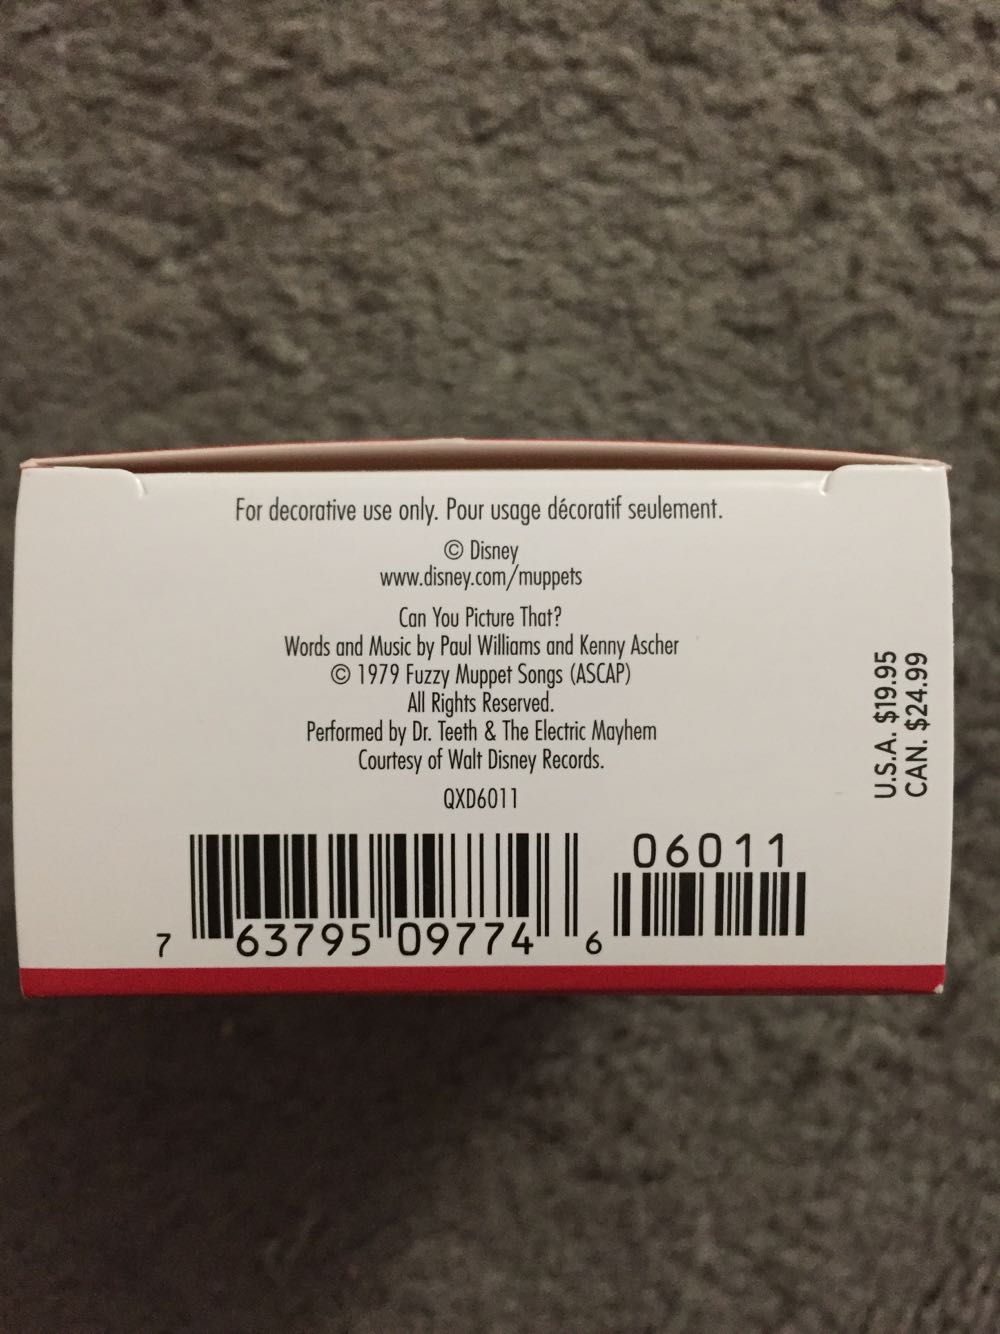 For decorative use only. Pour usage décoratif seulement.
© Disney
www.disney.com/muppets
Can You Picture That?
Words and Music by Paul Williams and Kenny Ascher
© 1979 Fuzzy Muppet Songs (ASCAP)
All Rights Reserved.
Performed by Dr. Teeth & The Electric Mayhem
Courtesy of Walt Disney Records.
QXD6011
06011
7 63795 09774 6
U.S.A. $19.95
CAN. $24.99